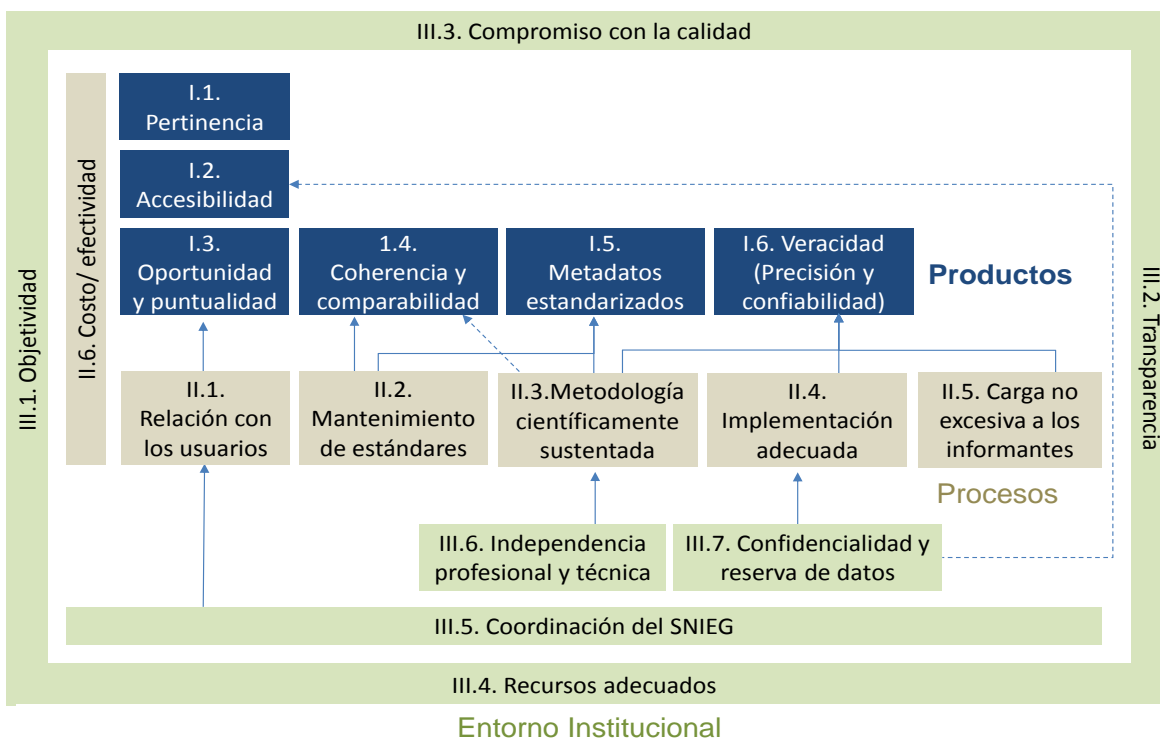 III.3. Compromiso con la calidad
III.1. Objetividad
II.6. Costo/ efectividad
I.1.
Pertinencia
I.2.
Accesibilidad
I.3.
Oportunidad
y puntualidad
1.4.
Coherencia y
comparabilidad
I.5.
Metadatos
estandarizados
I.6. Veracidad
(Precisión y
confiabilidad)
Productos
III.2. Transparencia
II.1.
Relación con
los usuarios
II.2.
Mantenimiento
de estándares
II.3.Metodología
científicamente
sustentada
II.4.
Implementación
adecuada
II.5. Carga no
excesiva a los
informantes
Procesos
III.6. Independencia
profesional y técnica
III.7. Confidencialidad y
reserva de datos
III.5. Coordinación del SNIEG
III.4. Recursos adecuados
Entorno Institucional